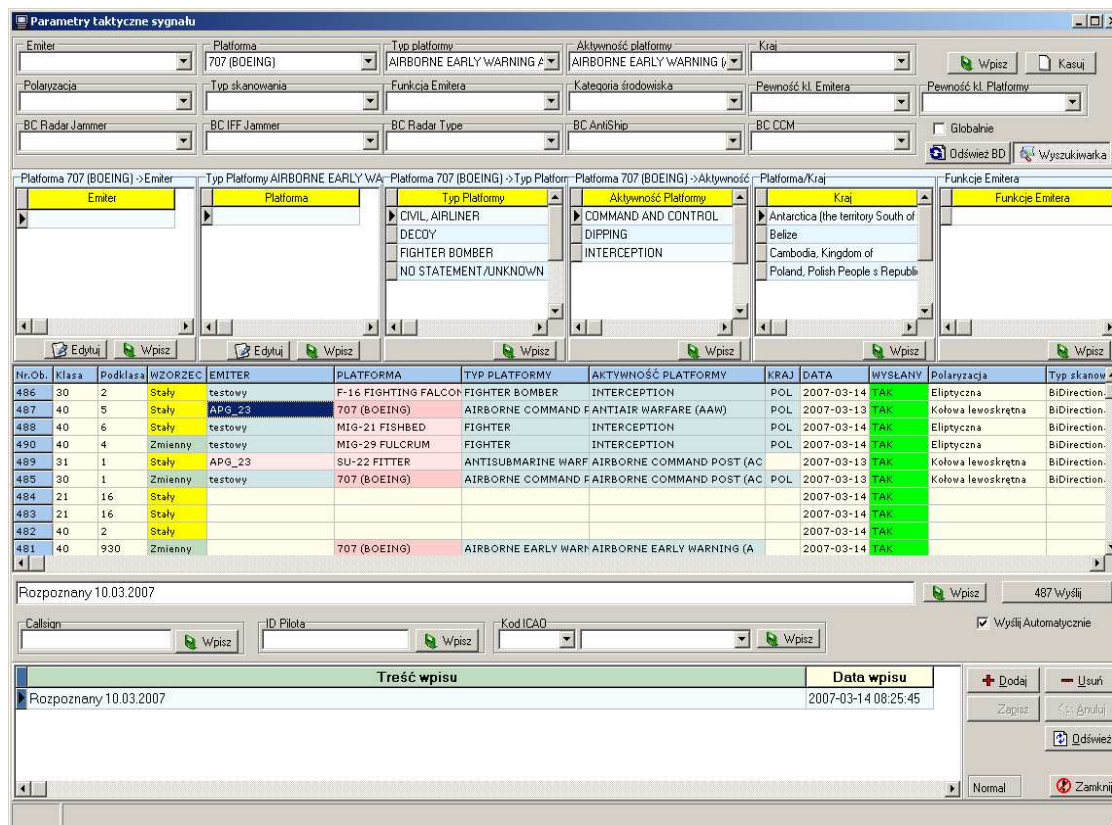 Parametry taktyczne sygnału
Emiter Platforma Typ platformy Aktywność platformy Kraj
707 (BOEING) AIRBORNE EARLY WARNING A AIRBORNE EARLY WARNING (A Wpisz Kasuj
Polaryzacja Typ skanowania Funkcja Emitera Kategoria środowiska Pewność kl. Emitera Pewność kl. Platformy
BC Radar Jammer BC IFF Jammer BC Radar Type BC AntiShip BC CCM Globalnie
Odśwież BD Wyszukiwarka
Platforma 707 (BOEING) ->Emiter Typ Platformy AIRBORNE EARLY WA Platforma 707 (BOEING) ->Typ Platform Platforma 707 (BOEING) ->Aktywność Platforma/Kraj Funkcje Emitera
Emiter Platforma Typ Platformy Aktywność Platformy Kraj Funkcje Emitera
CIVIL, AIRLINER COMMAND AND CONTROL Antarctica (the territory South of
DECOY DIPPING Belize
FIGHTER BOMBER INTERCEPTION Cambodia, Kingdom of
NO STATEMENT/UNKNOWN Poland, Polish People s Republi
Edytuj Wpisz Edytuj Wpisz Wpisz Wpisz Wpisz Wpisz
Nr.Ob. Klasa Podklasa WZORZEC EMITER PLATFORMA TYP PLATFORMY AKTYWNOŚĆ PLATFORMY KRAJ DATA WYSŁANY Polaryzacja Typ skanow
486 30 2 Stały testowy F-16 FIGHTING FALCON FIGHTER BOMBER INTERCEPTION POL 2007-03-14 TAK Eliptyczna BiDirection
487 40 5 Stały APG_23 707 (BOEING) AIRBORNE COMMAND P ANTIAIR WARFARE (AAW) POL 2007-03-13 TAK Kołowa lewoskrętna BiDirection
488 40 6 Stały testowy MIG-21 FISHBED FIGHTER INTERCEPTION POL 2007-03-14 TAK Eliptyczna BiDirection
490 40 4 Zmienny testowy MIG-29 FULCRUM FIGHTER INTERCEPTION POL 2007-03-14 TAK Eliptyczna BiDirection
489 31 1 Stały APG_23 SU-22 FITTER ANTISUBMARINE WARF AIRBORNE COMMAND POST (AC 2007-03-13 TAK Kołowa lewoskrętna BiDirection
485 30 1 Zmienny testowy 707 (BOEING) AIRBORNE COMMAND P AIRBORNE COMMAND POST (AC POL 2007-03-13 TAK Kołowa lewoskrętna BiDirection
484 21 16 Stały 2007-03-14 TAK
483 21 16 Stały 2007-03-14 TAK
482 40 2 Stały 2007-03-14 TAK
481 40 930 Zmienny 707 (BOEING) AIRBORNE EARLY WARN AIRBORNE EARLY WARNING (A 2007-03-14 TAK
Rozpoznany 10.03.2007 Wpisz 487 Wyślij
Callsign ID Pilota Kod ICAO Wyślij Automatycznie
Wpisz Wpisz Wpisz
Treść wpisu Data wpisu Dodaj Usuń
Rozpoznany 10.03.2007 2007-03-14 08:25:45
Zapisz Anuluj
Odśwież
Normal Zamknij